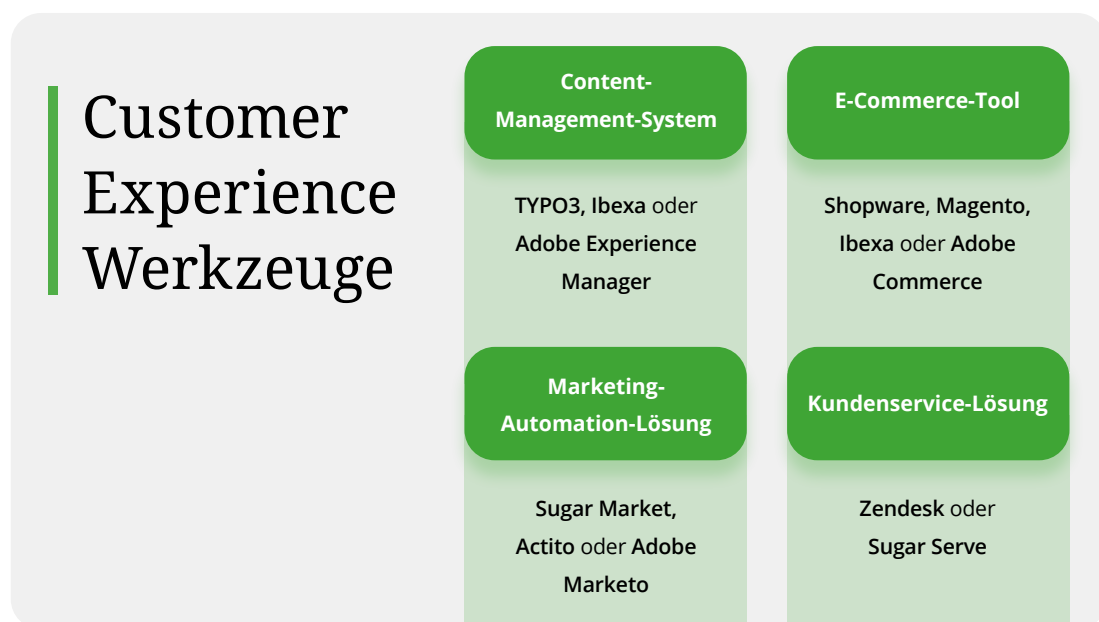 Customer
Experience
Werkzeuge
Content-
Management-System
TYPO3, Ibexa oder
Adobe Experience
Manager
E-Commerce-Tool
Shopware, Magento,
Ibexa oder Adobe
Commerce
Marketing-
Automation-Lösung
Sugar Market,
Actito oder Adobe
Marketo
Kundenservice-Lösung
Zendesk oder
Sugar Serve